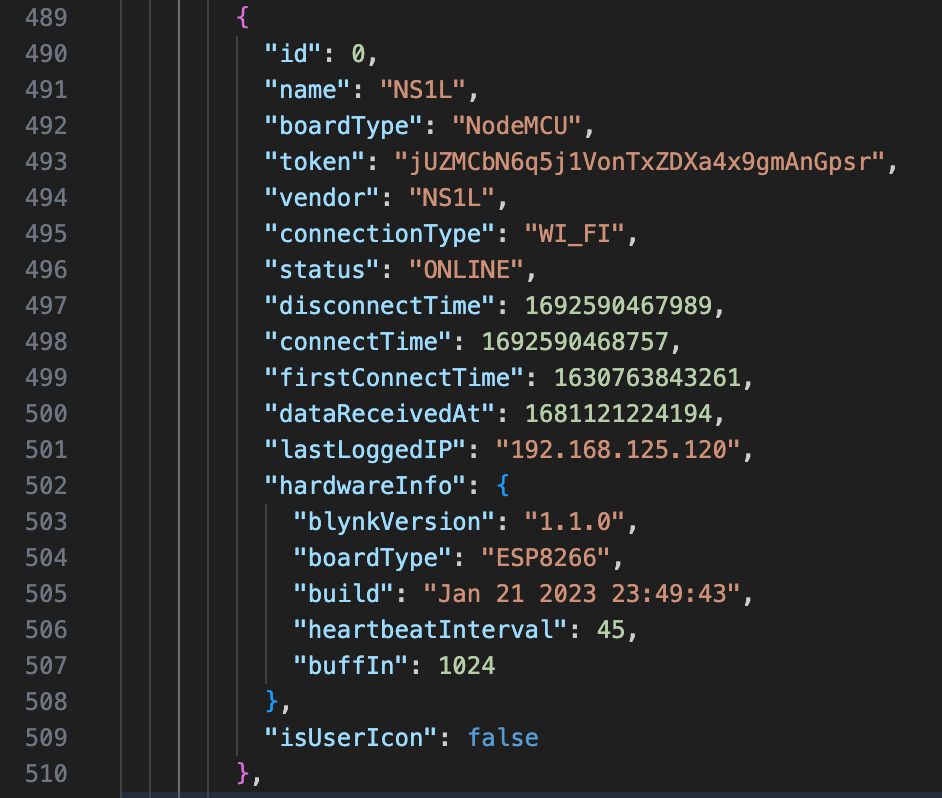 489 {
490 "id": 0,
491 "name": "NS1L",
492 "boardType": "NodeMCU",
493 "token": "jUZMCbN6q5j1VonTxZDXa4x9gmAnGpsr",
494 "vendor": "NS1L",
495 "connectionType": "WI_FI",
496 "status": "ONLINE",
497 "disconnectTime": 1692590467989,
498 "connectTime": 1692590468757,
499 "firstConnectTime": 1630763843261,
500 "dataReceivedAt": 1681121224194,
501 "lastLoggedIP": "192.168.125.120",
502 "hardwareInfo": {
503 "blynkVersion": "1.1.0",
504 "boardType": "ESP8266",
505 "build": "Jan 21 2023 23:49:43",
506 "heartbeatInterval": 45,
507 "buffIn": 1024
508 },
509 "isUserIcon": false
510 },